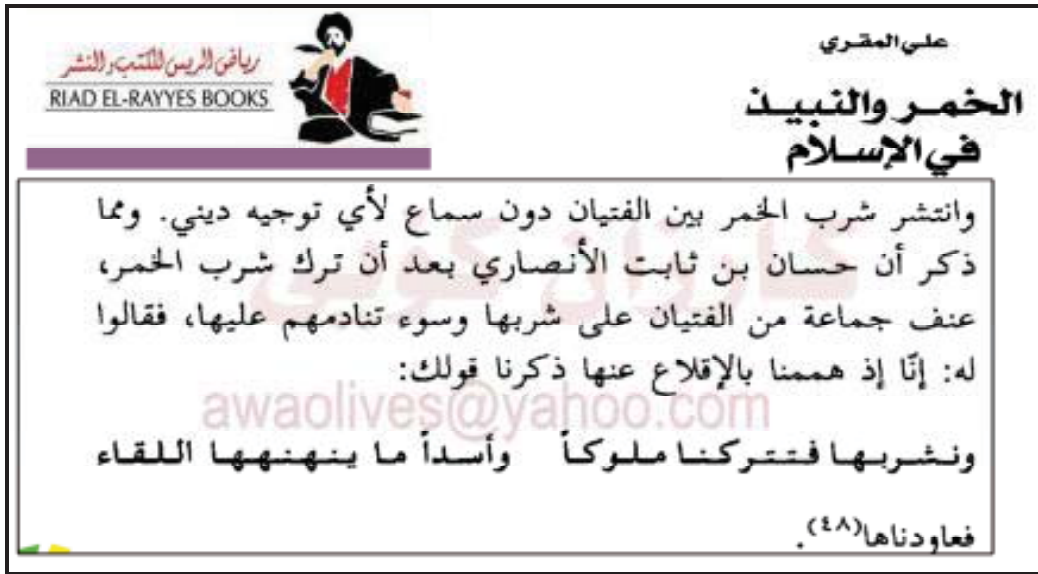 علي المقري
الخمر والنبيذ
في الإسلام
رياض الريس للكتب والنشر
RIAD EL-RAYYES BOOKS
وانتشر شرب الخمر بين الفتيان دون سماع لأي توجيه ديني. ومما
ذكر أن حسان بن ثابت الأنصاري بعد أن ترك شرب الخمر،
عنف جماعة من الفتيان على شربها وسوء تنادمهم عليها، فقالوا
له: إنّا إذ هممنا بالإقلاع عنها ذكرنا قولك:
ونشربها فتتركنا ملوكاً وأسداً ما ينهنهها اللقاء
فعاودناها(٤٨).
awaolives@yahoo.com